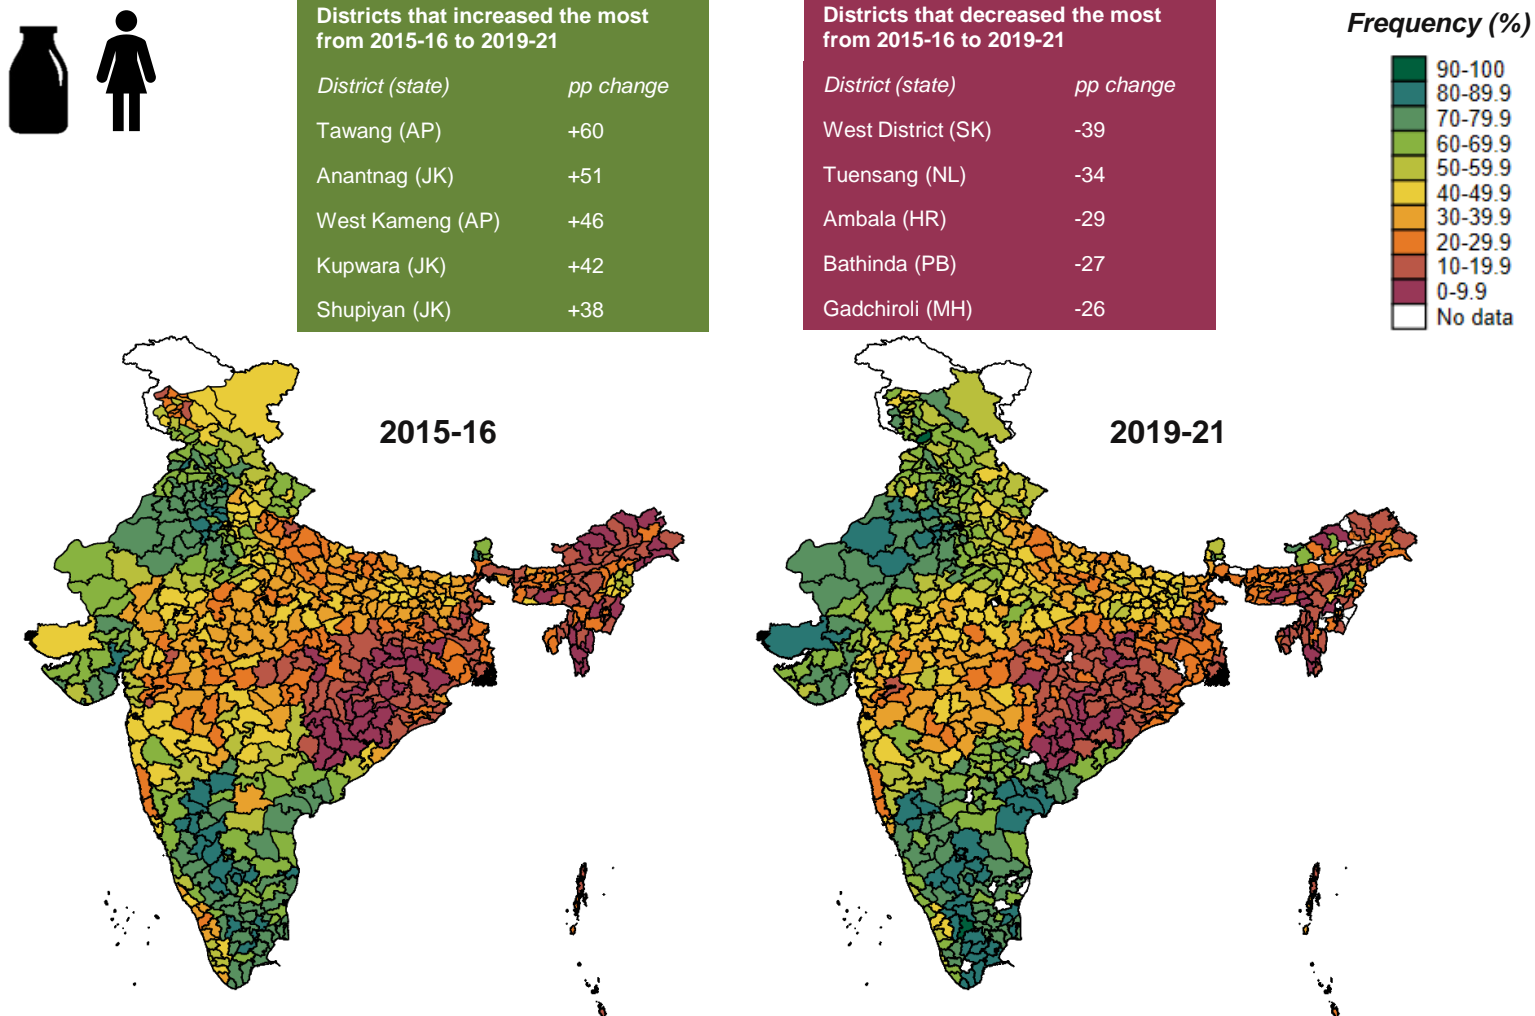 Districts that increased the most
from 2015-16 to 2019-21
District (state) pp change
Tawang (AP) +60
Anantnag (JK) +51
West Kameng (AP) +46
Kupwara (JK) +42
Shupiyan (JK) +38
Districts that decreased the most
from 2015-16 to 2019-21
District (state) pp change
West District (SK) -39
Tuensang (NL) -34
Ambala (HR) -29
Bathinda (PB) -27
Gadchiroli (MH) -26
Frequency (%)
90-100
80-89.9
70-79.9
60-69.9
50-59.9
40-49.9
30-39.9
20-29.9
10-19.9
0-9.9
No data
2015-16
2019-21